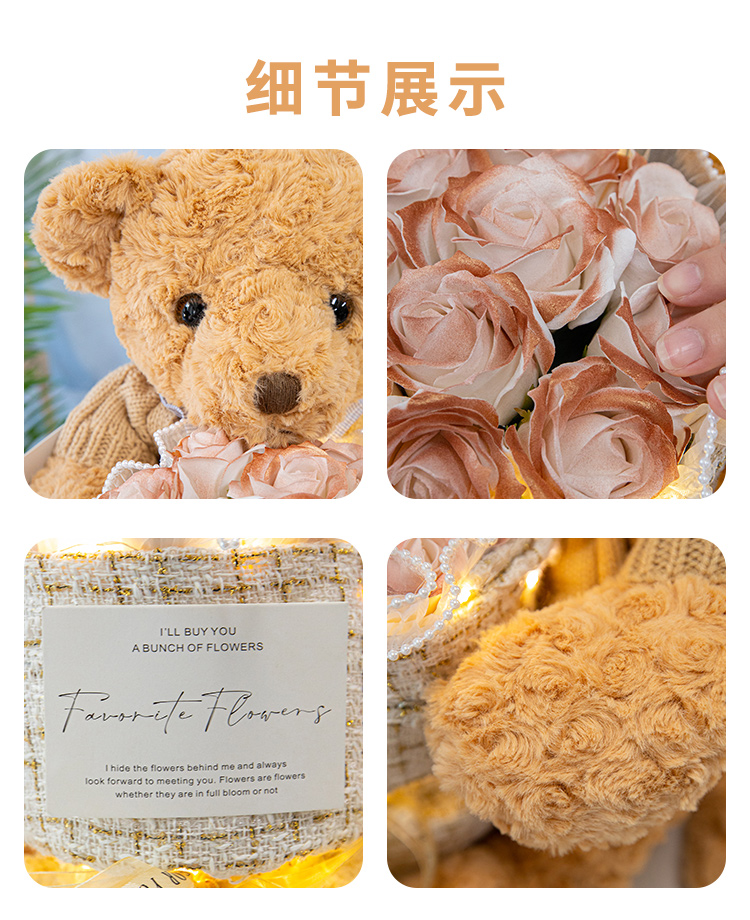 细节展示
I'LL BUY YOU
A BUNCH OF FLOWERS
Favorite Flowers
I hide the flowers behind me and always
look forward to meeting you. Flowers are flowers
whether they are in full bloom or not